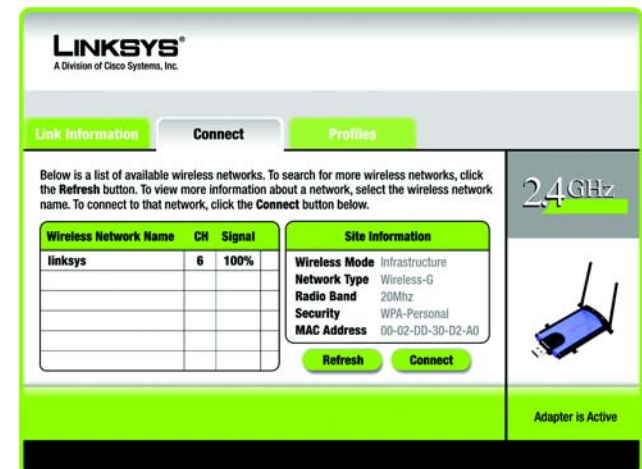 LINKSYS®
A Division of Cisco Systems, Inc.
Link Information Connect Profiles
Below is a list of available wireless networks. To search for more wireless networks, click
the Refresh button. To view more information about a network, select the wireless network
name. To connect to that network, click the Connect button below.
2.4GHz
Wireless Network Name CH Signal
linksys 6 100%
Site Information
Wireless Mode Infrastructure
Network Type Wireless-G
Radio Band 20Mhz
Security WPA-Personal
MAC Address 00-02-DD-30-D2-A0
Refresh Connect
Adapter is Active